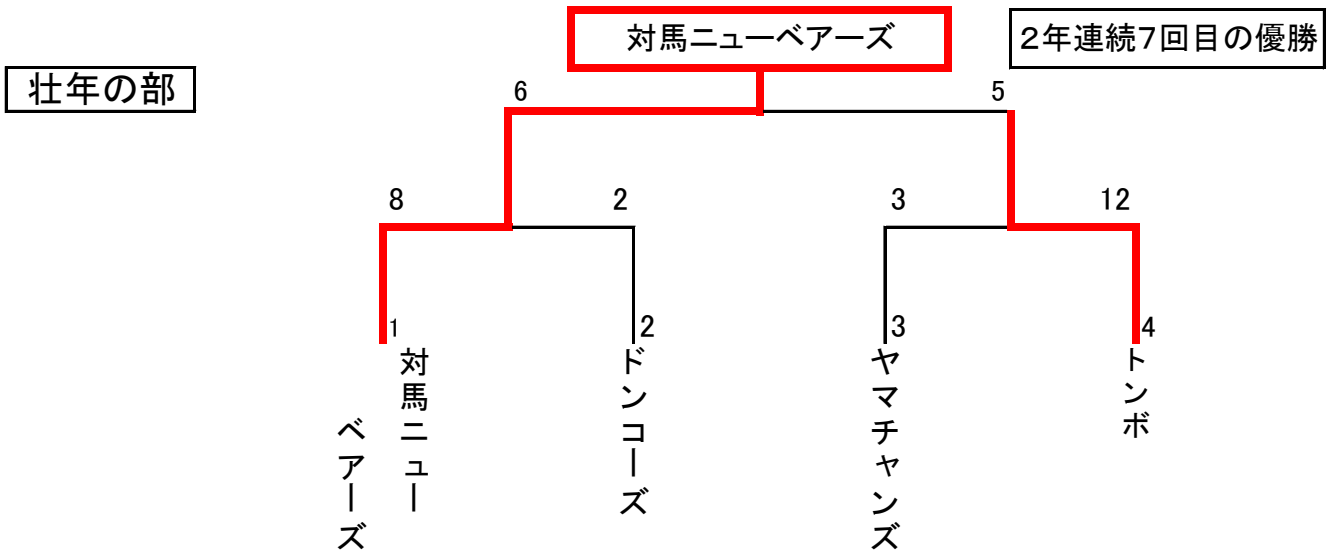 対馬ニューベアーズ
2年連続7回目の優勝
壮年の部
6
5
8
2
3
12
1
2
3
4
対馬ニュー
ベアーズ
ドンコーズ
ヤマチャンズ
トンボ